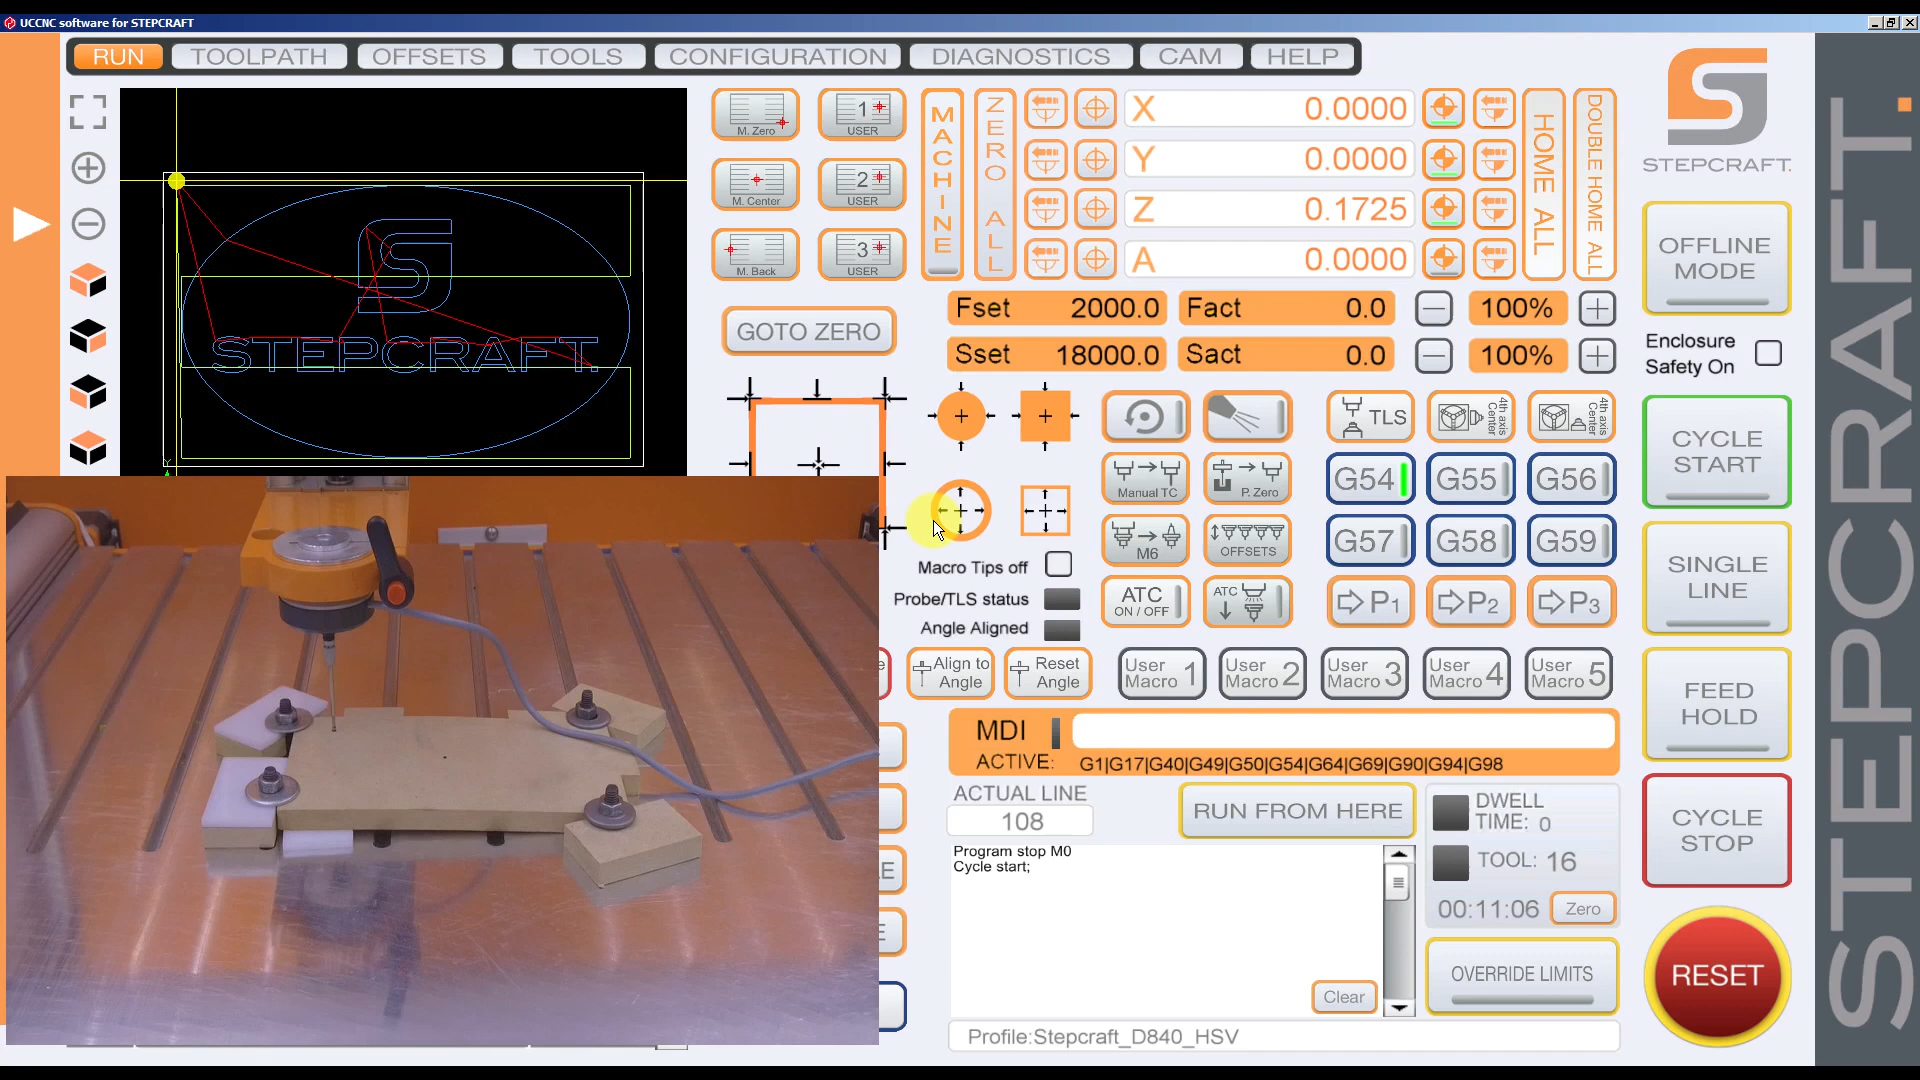 UCCNC software for STEPCRAFT
RUN
TOOLPATH
OFFSETS
TOOLS
CONFIGURATION
DIAGNOSTICS
CAM
HELP
M. Zero
1
USER
M. Center
2
USER
M. Back
3
USER
MACHINE
ZERO ALL
X 0.0000
Y 0.0000
Z 0.1725
A 0.0000
HOME ALL
DOUBLE HOME ALL
STEPCRAFT.
STEPCRAFT.
GOTO ZERO
Fset 2000.0
Fact 0.0
100%
Sset 18000.0
Sact 0.0
100%
OFFLINE
MODE
Enclosure
Safety On
STEPCRAFT.
TLS
4th axis
Center
4th axis
Center
Manual TC
P. Zero
G54
G55
G56
M6
OFFSETS
G57
G58
G59
ATC
ON / OFF
ATC
P1
P2
P3
Macro Tips off
Probe/TLS status
Angle Aligned
e
Align to
Angle
Reset
Angle
User
Macro 1
User
Macro 2
User
Macro 3
User
Macro 4
User
Macro 5
CYCLE
START
SINGLE
LINE
FEED
HOLD
CYCLE
STOP
RESET
MDI
ACTIVE: G1|G17|G40|G49|G50|G54|G64|G69|G90|G94|G98
ACTUAL LINE
108
RUN FROM HERE
DWELL
TIME: 0
TOOL: 16
00:11:06
Zero
Program stop M0
Cycle start;
E
E
Clear
OVERRIDE LIMITS
Profile:Stepcraft_D840_HSV